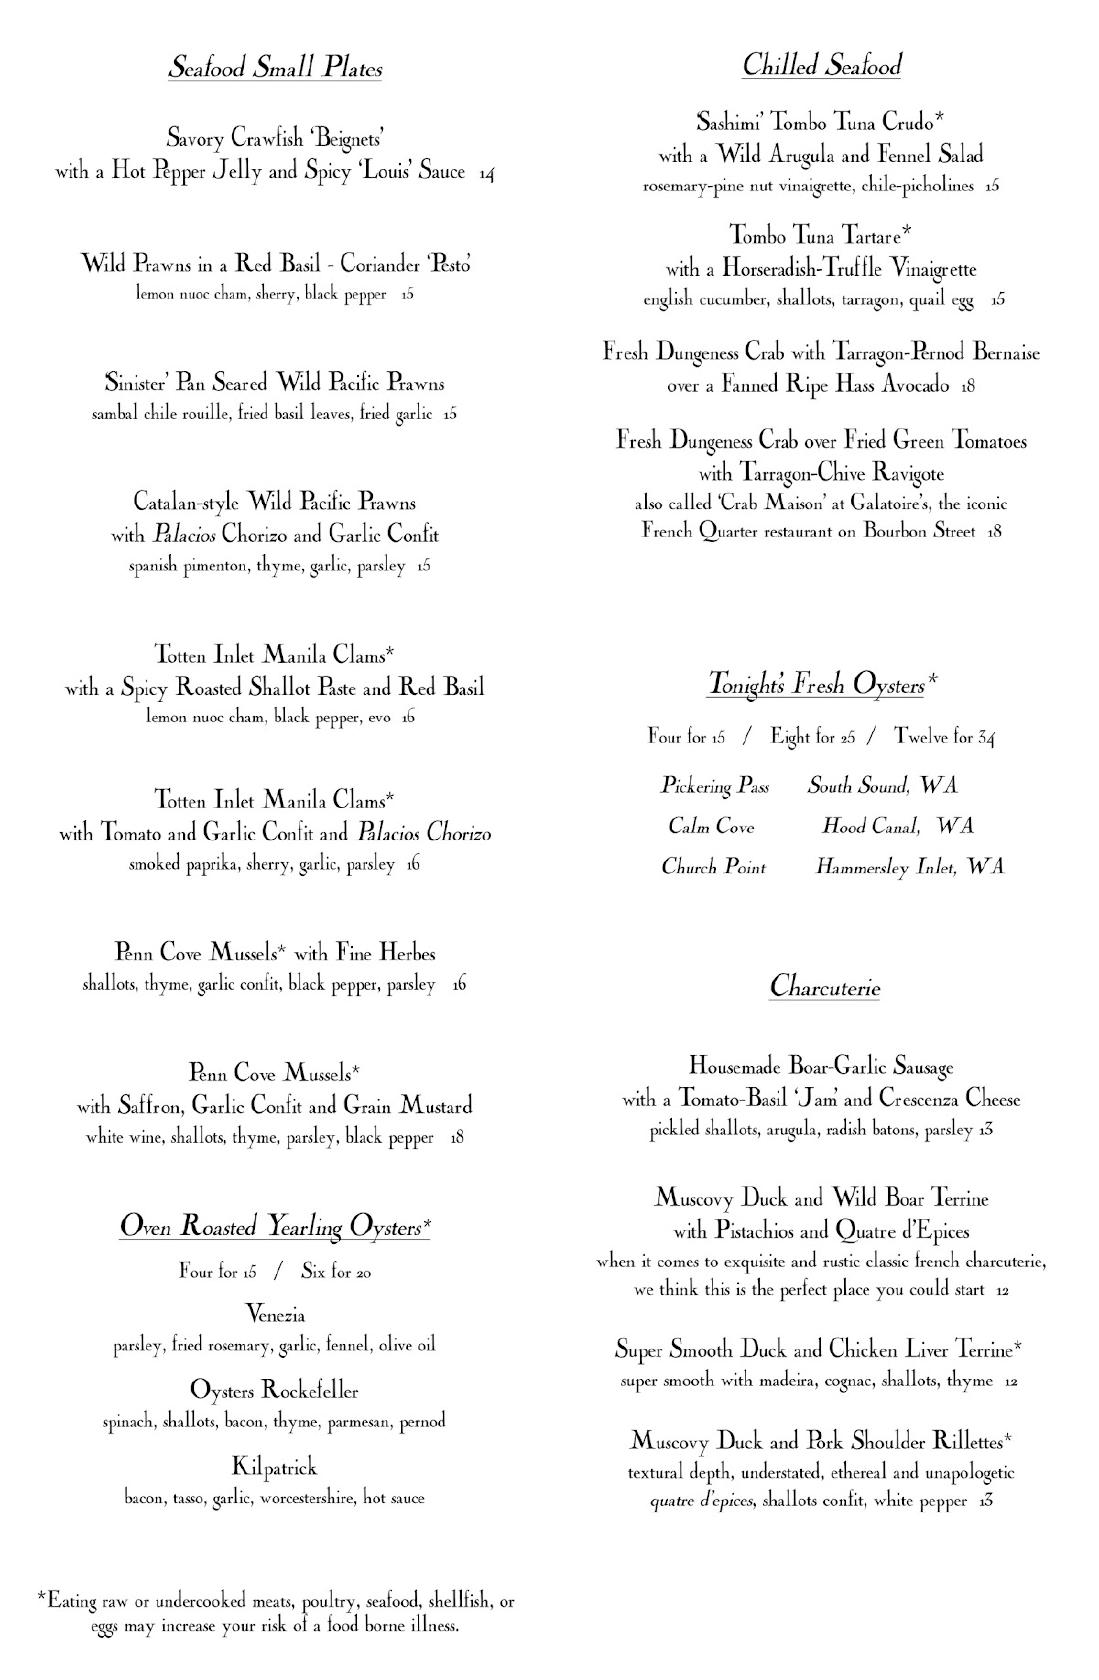 Seafood Small Plates
Savory Crawfish ‘Beignets’
with a Hot Pepper Jelly and Spicy ‘Louis’ Sauce 14
Wild Prawns in a Red Basil - Coriander ‘Pesto’
lemon nuoc cham, sherry, black pepper 15
‘Sinister’ Pan Seared Wild Pacific Prawns
sambal chile rouille, fried basil leaves, fried garlic 15
Catalan-style Wild Pacific Prawns
with Palacios Chorizo and Garlic Confit
spanish pimenton, thyme, garlic, parsley 15
Totten Inlet Manila Clams*
with a Spicy Roasted Shallot Paste and Red Basil
lemon nuoc cham, black pepper, evo 16
Totten Inlet Manila Clams*
with Tomato and Garlic Confit and Palacios Chorizo
smoked paprika, sherry, garlic, parsley 16
Penn Cove Mussels* with Fine Herbes
shallots, thyme, garlic confit, black pepper, parsley 16
Penn Cove Mussels*
with Saffron, Garlic Confit and Grain Mustard
white wine, shallots, thyme, parsley, black pepper 18
Oven Roasted Yearling Oysters*
Four for 15 / Six for 20
Venezia
parsley, fried rosemary, garlic, fennel, olive oil
Oysters Rockefeller
spinach, shallots, bacon, thyme, parmesan, pernod
Kilpatrick
bacon, tasso, garlic, worcestershire, hot sauce
*Eating raw or undercooked meats, poultry, seafood, shellfish, or
eggs may increase your risk of a food borne illness.
Chilled Seafood
‘Sashimi’ Tombo Tuna Crudo*
with a Wild Arugula and Fennel Salad
rosemary-pine nut vinaigrette, chile-picholines 15
Tombo Tuna Tartare*
with a Horseradish-Truffle Vinaigrette
english cucumber, shallots, tarragon, quail egg 15
Fresh Dungeness Crab with Tarragon-Pernod Bernaise
over a Fanned Ripe Hass Avocado 18
Fresh Dungeness Crab over Fried Green Tomatoes
with Tarragon-Chive Ravigote
also called ‘Crab Maison’ at Galatoire’s, the iconic
French Quarter restaurant on Bourbon Street 18
Tonight’s Fresh Oysters*
Four for 15 / Eight for 25 / Twelve for 34
Pickering Pass South Sound, WA
Calm Cove Hood Canal, WA
Church Point Hammersley Inlet, WA
Charcuterie
Housemade Boar-Garlic Sausage
with a Tomato-Basil ‘Jam’ and Crescenza Cheese
pickled shallots, arugula, radish batons, parsley 13
Muscovy Duck and Wild Boar Terrine
with Pistachios and Quatre d’Epices
when it comes to exquisite and rustic classic french charcuterie,
we think this is the perfect place you could start 12
Super Smooth Duck and Chicken Liver Terrine*
super smooth with madeira, cognac, shallots, thyme 12
Muscovy Duck and Pork Shoulder Rillettes*
textural depth, understated, ethereal and unapologetic
quatre d’epices, shallots confit, white pepper 13